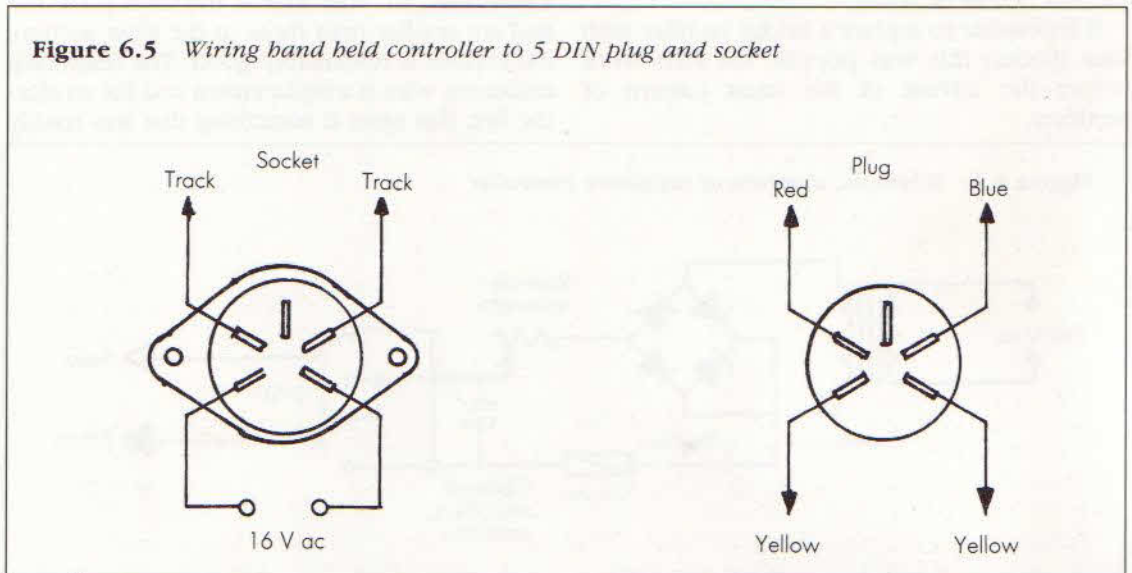 Figure 6.5 Wiring hand held controller to 5 DIN plug and socket
Socket
Track Track
16 V ac
Plug
Red Blue
Yellow Yellow